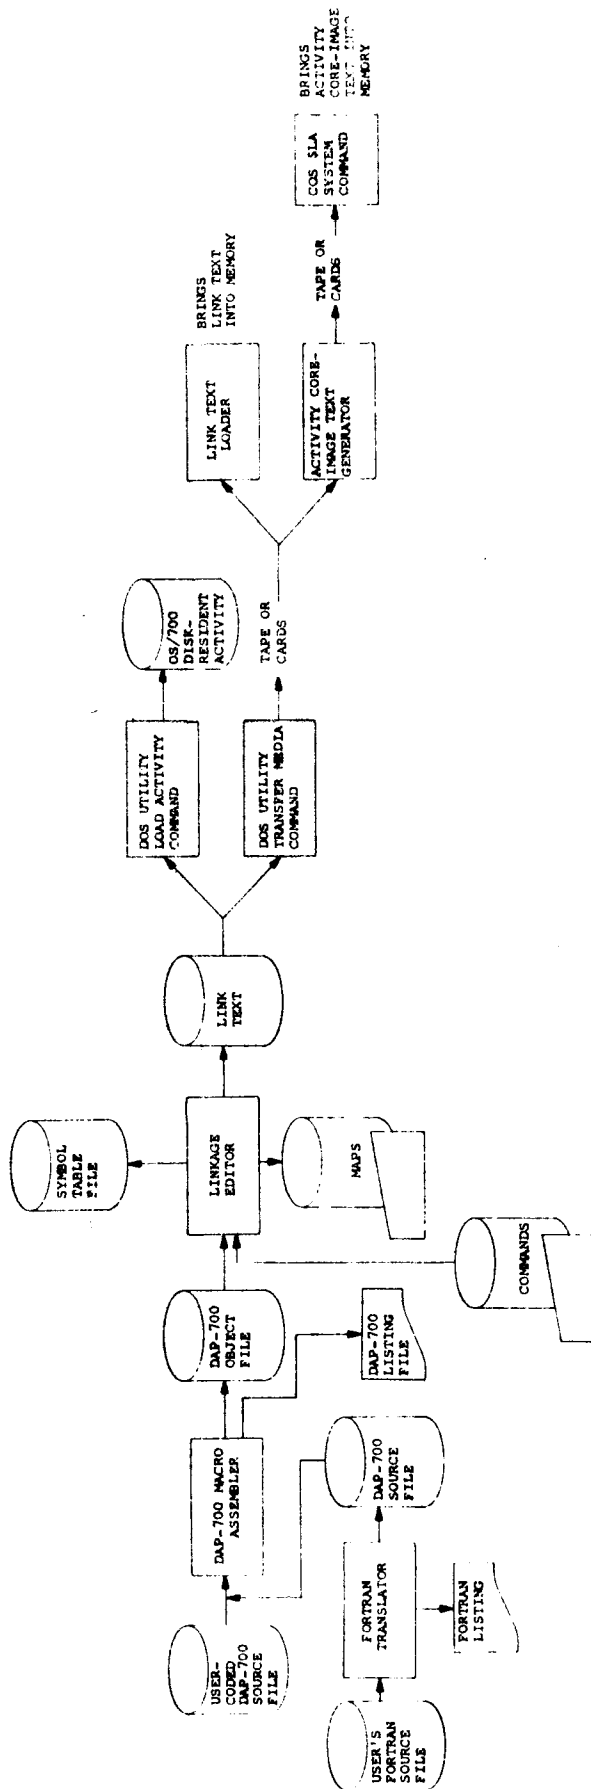 USER-
CODED
DAP-700
SOURCE
FILE
USER'S
FORTRAN
SOURCE
FILE
FORTRAN
TRANSLATOR
FORTRAN
LISTING
DAP-700
SOURCE
FILE
DAP-700 MACRO
ASSEMBLER
DAP-700
LISTING
FILE
DAP-700
OBJECT
FILE
COMMANDS
SYMBOL
TABLE
FILE
LINKAGE
EDITOR
MAPS
LINK
TEXT
DOS UTILITY
LOAD ACTIVITY
COMMAND
DOS UTILITY
TRANSFER MEDIA
COMMAND
OS/700
DISK-
RESIDENT
ACTIVITY
TAPE OR
CARDS
LINK TEXT
LOADER
BRINGS
LINK TEXT
INTO MEMORY
ACTIVITY CORE-
IMAGE TEXT
GENERATOR
TAPE OR
CARDS
COS $LA
SYSTEM
COMMAND
BRINGS
ACTIVITY
CORE-IMAGE
TEXT INTO
MEMORY